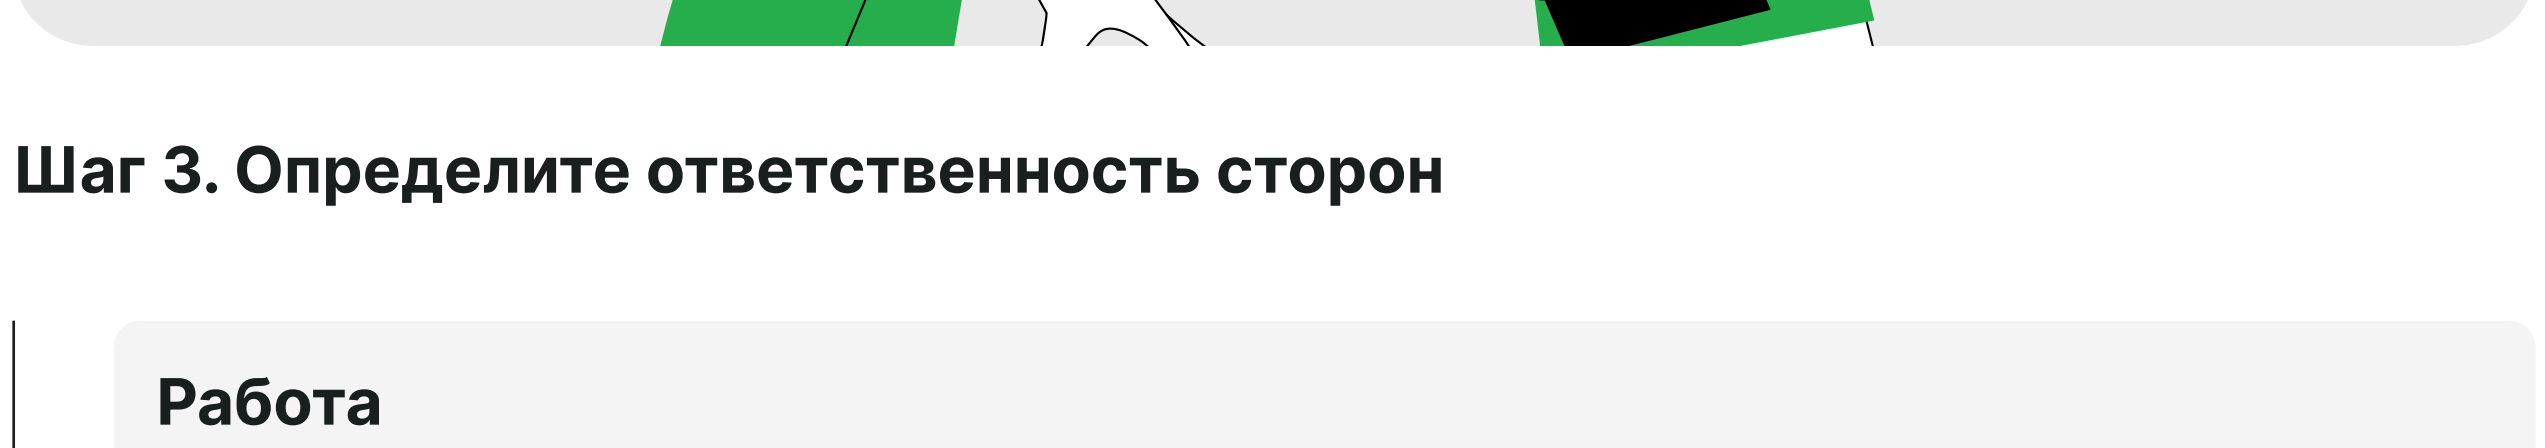 Шаг 3. Определите ответственность сторон
Работа